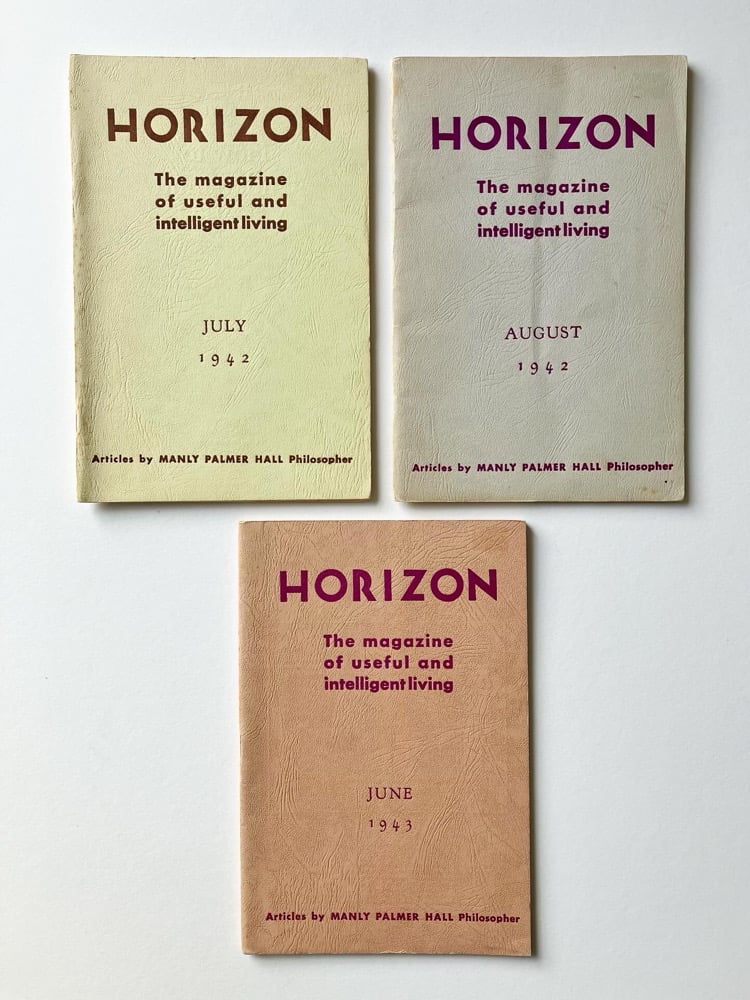 HORIZON
The magazine
of useful and
intelligent living
JULY
1942
Articles by MANLY PALMER HALL Philosopher
HORIZON
The magazine
of useful and
intelligent living
AUGUST
1942
Articles by MANLY PALMER HALL Philosopher
HORIZON
The magazine
of useful and
intelligent living
JUNE
1943
Articles by MANLY PALMER HALL Philosopher